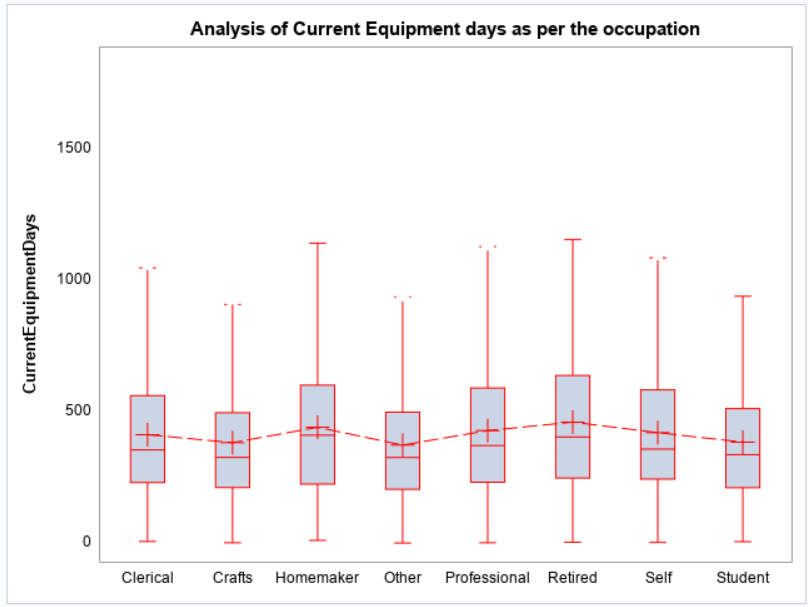 Analysis of Current Equipment days as per the occupation
1500
1000
500
0
CurrentEquipmentDays
Clerical Crafts Homemaker Other Professional Retired Self Student